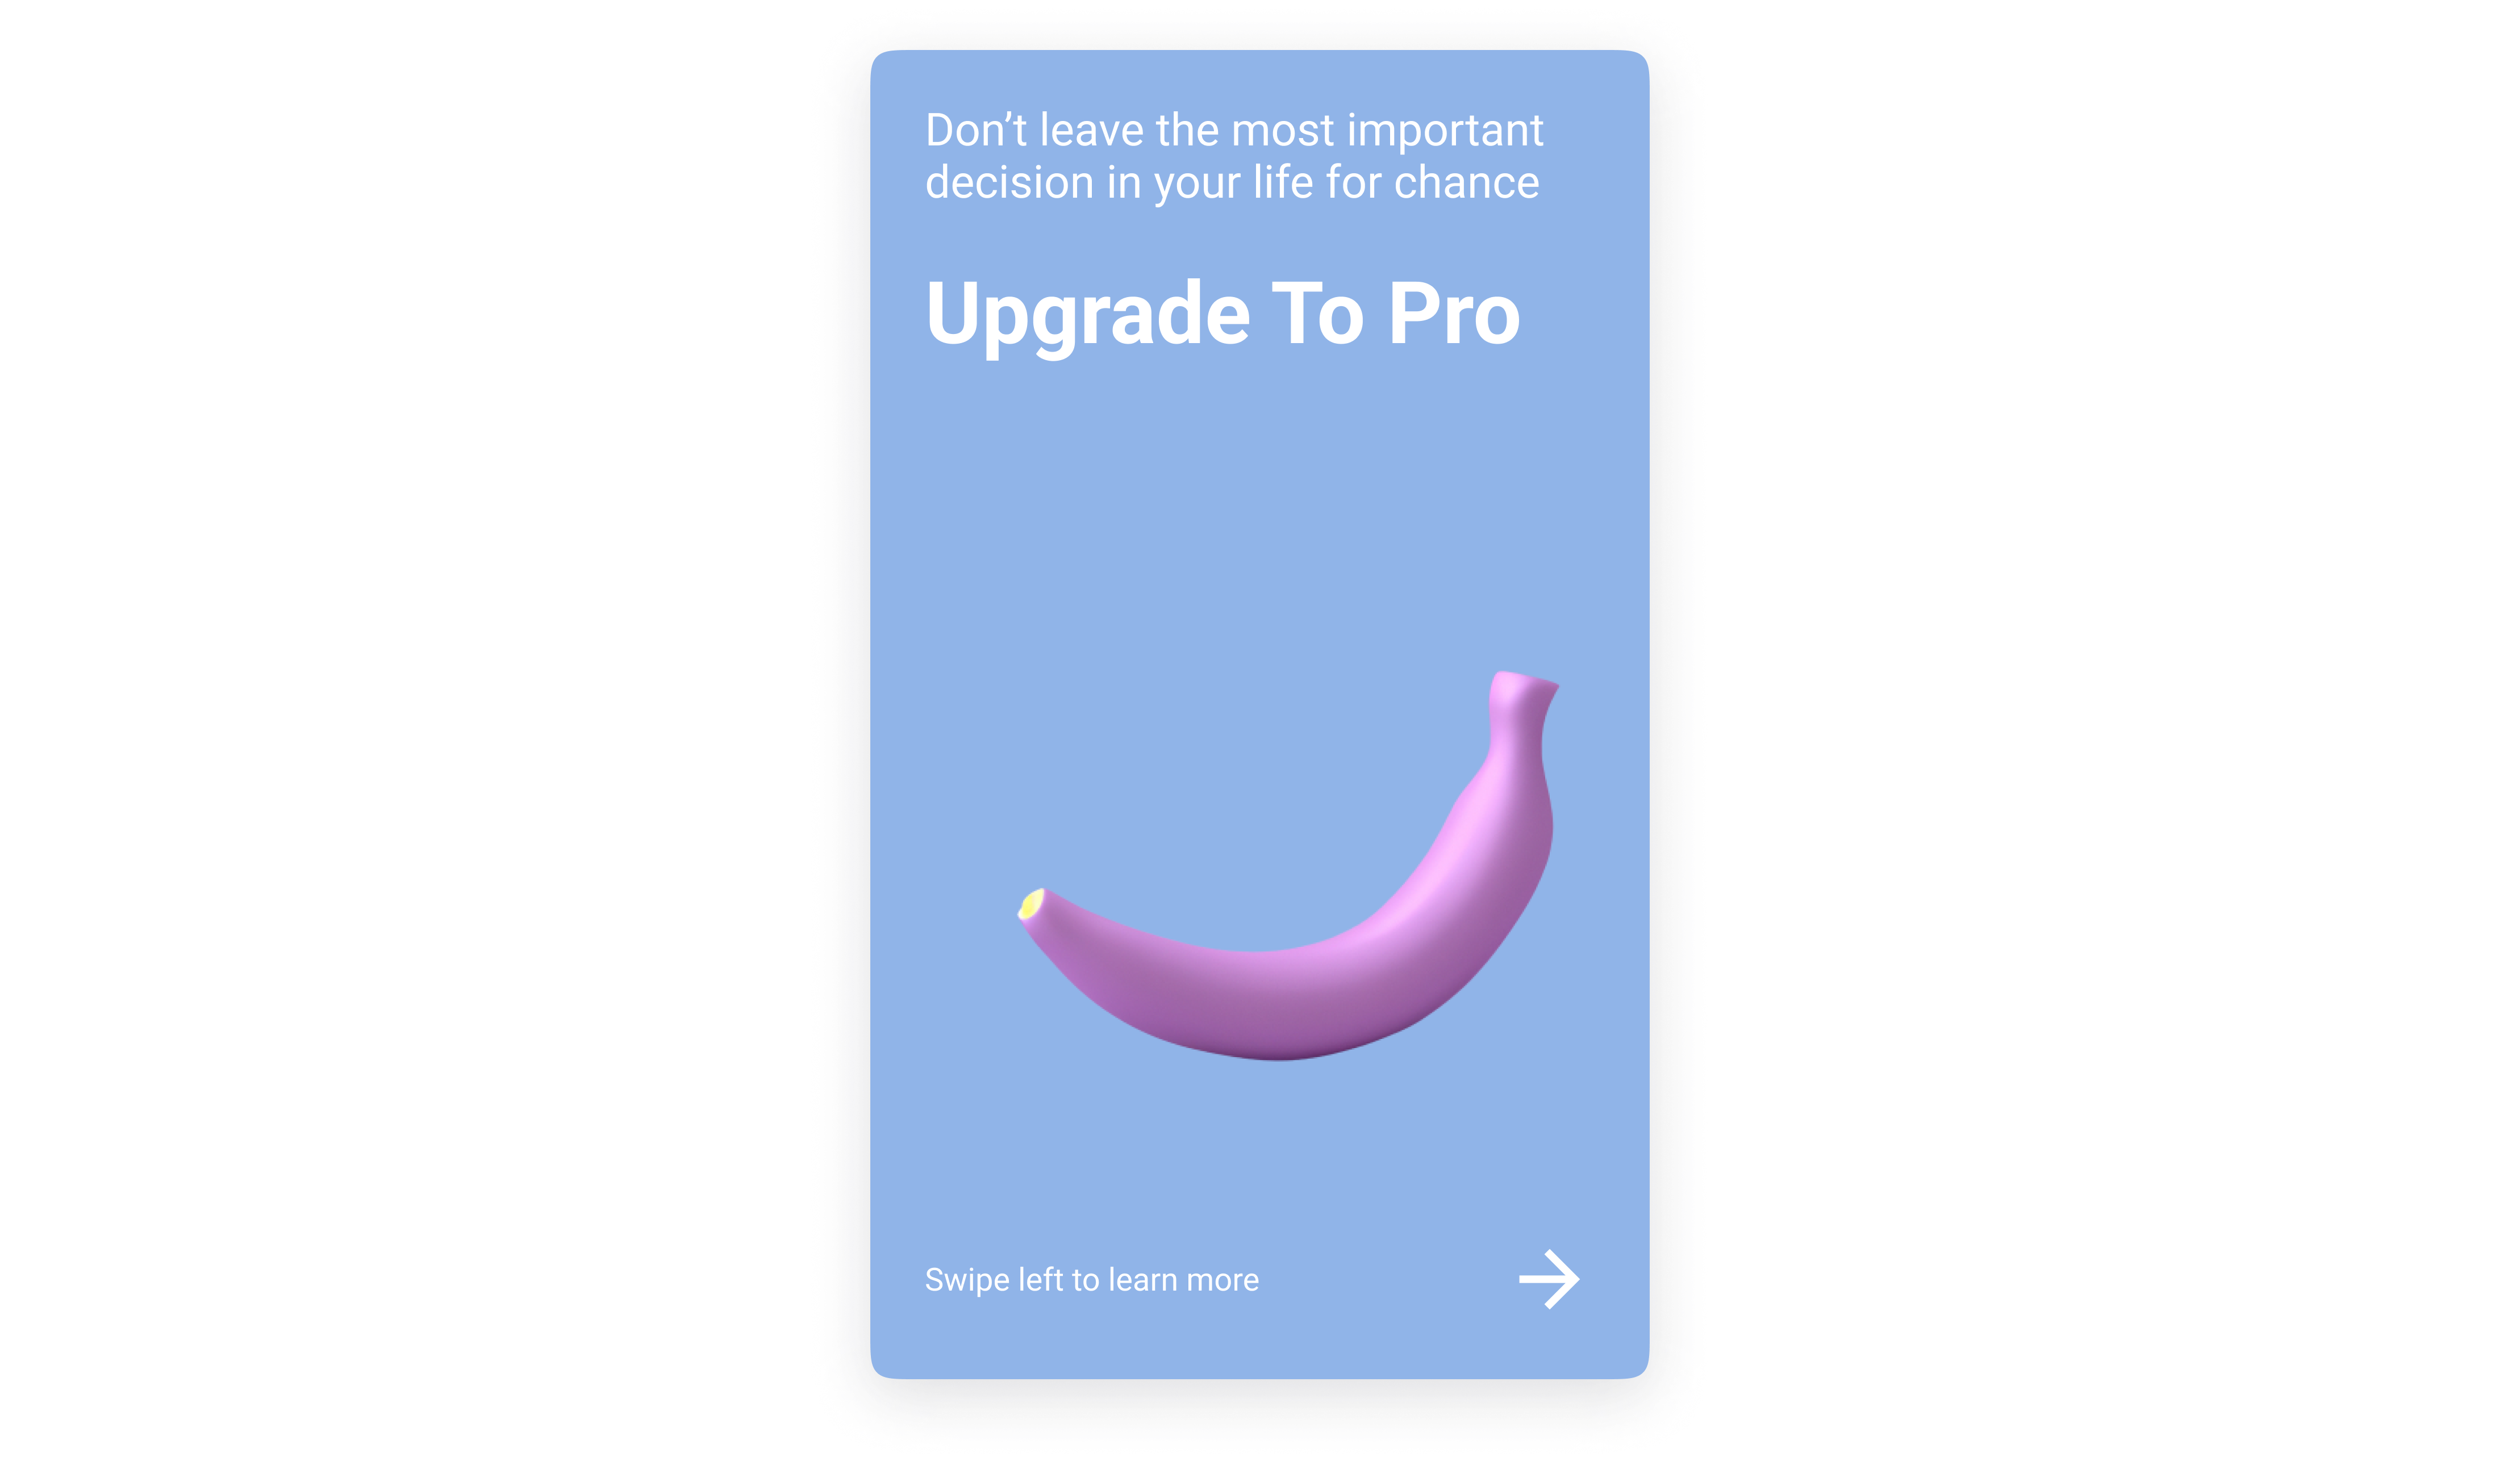 Don’t leave the most important
decision in your life for chance
Upgrade To Pro
Swipe left to learn more